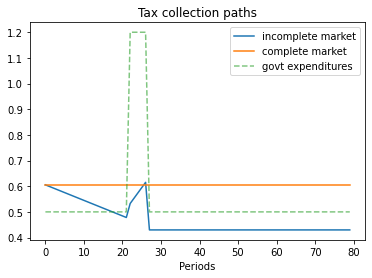 Tax collection paths
incomplete market
complete market
govt expenditures
1.2
1.1
1.0
0.9
0.8
0.7
0.6
0.5
0.4
0 10 20 30 40 50 60 70 80
Periods